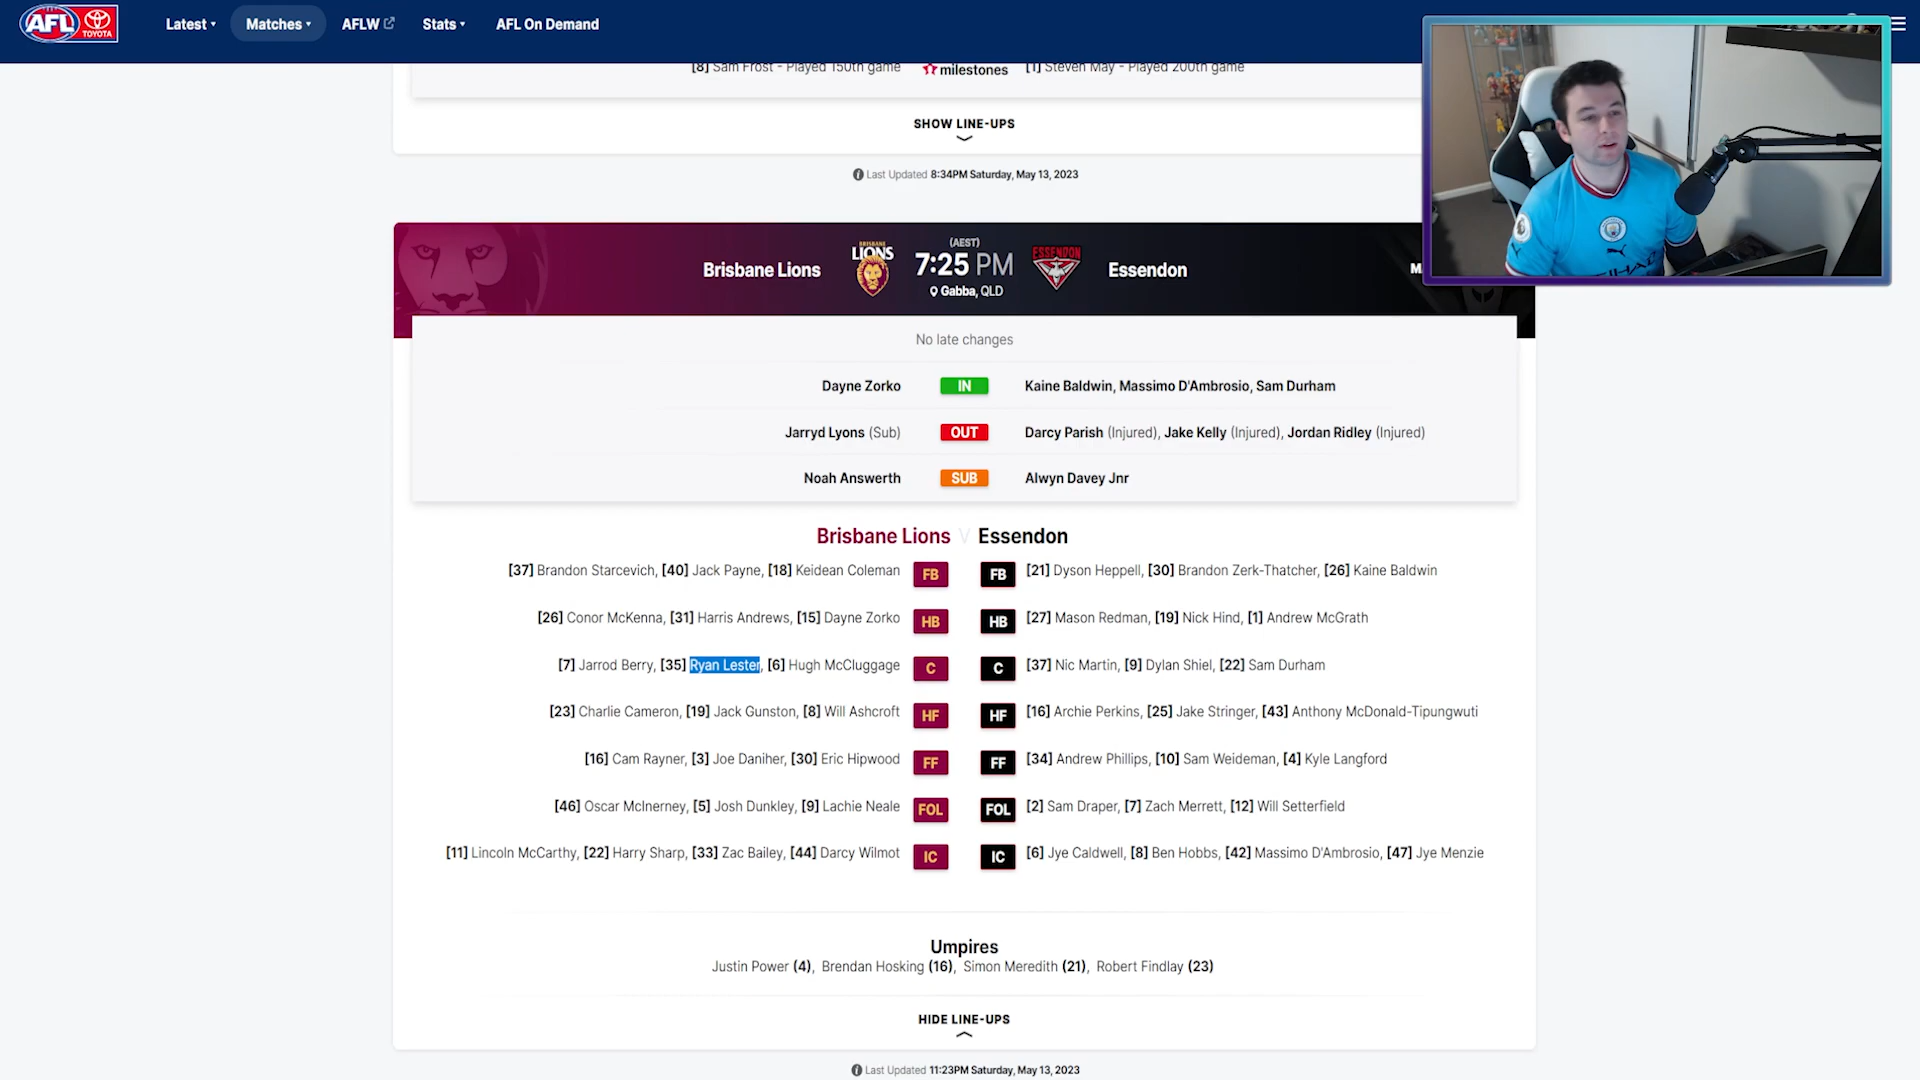 AFL TOYOTA Latest Matches AFLW Stats AFL On Demand
[8] Sam Frost - Played 150th game milestones [1] Steven May - Played 200th game
SHOW LINE-UPS
Last Updated 8:34PM Saturday, May 13, 2023
(AEST)
Brisbane Lions BRISBANE LIONS 7:25 PM ESSENDON Essendon
Gabba, QLD
No late changes
Dayne Zorko IN Kaine Baldwin, Massimo D'Ambrosio, Sam Durham
Jarryd Lyons (Sub) OUT Darcy Parish (Injured), Jake Kelly (Injured), Jordan Ridley (Injured)
Noah Answerth SUB Alwyn Davey Jnr
Brisbane Lions V Essendon
[37] Brandon Starcevich, [40] Jack Payne, [18] Keidean Coleman FB FB [21] Dyson Heppell, [30] Brandon Zerk-Thatcher, [26] Kaine Baldwin
[26] Conor McKenna, [31] Harris Andrews, [15] Dayne Zorko HB HB [27] Mason Redman, [19] Nick Hind, [1] Andrew McGrath
[7] Jarrod Berry, [35] Ryan Lester, [6] Hugh McCluggage C C [37] Nic Martin, [9] Dylan Shiel, [22] Sam Durham
[23] Charlie Cameron, [19] Jack Gunston, [8] Will Ashcroft HF HF [16] Archie Perkins, [25] Jake Stringer, [43] Anthony McDonald-Tipungwuti
[16] Cam Rayner, [3] Joe Daniher, [30] Eric Hipwood FF FF [34] Andrew Phillips, [10] Sam Weideman, [4] Kyle Langford
[46] Oscar McInerney, [5] Josh Dunkley, [9] Lachie Neale FOL FOL [2] Sam Draper, [7] Zach Merrett, [12] Will Setterfield
[11] Lincoln McCarthy, [22] Harry Sharp, [33] Zac Bailey, [44] Darcy Wilmot IC IC [6] Jye Caldwell, [8] Ben Hobbs, [42] Massimo D'Ambrosio, [47] Jye Menzie
Umpires
Justin Power (4), Brendan Hosking (16), Simon Meredith (21), Robert Findlay (23)
HIDE LINE-UPS
Last Updated 11:23PM Saturday, May 13, 2023